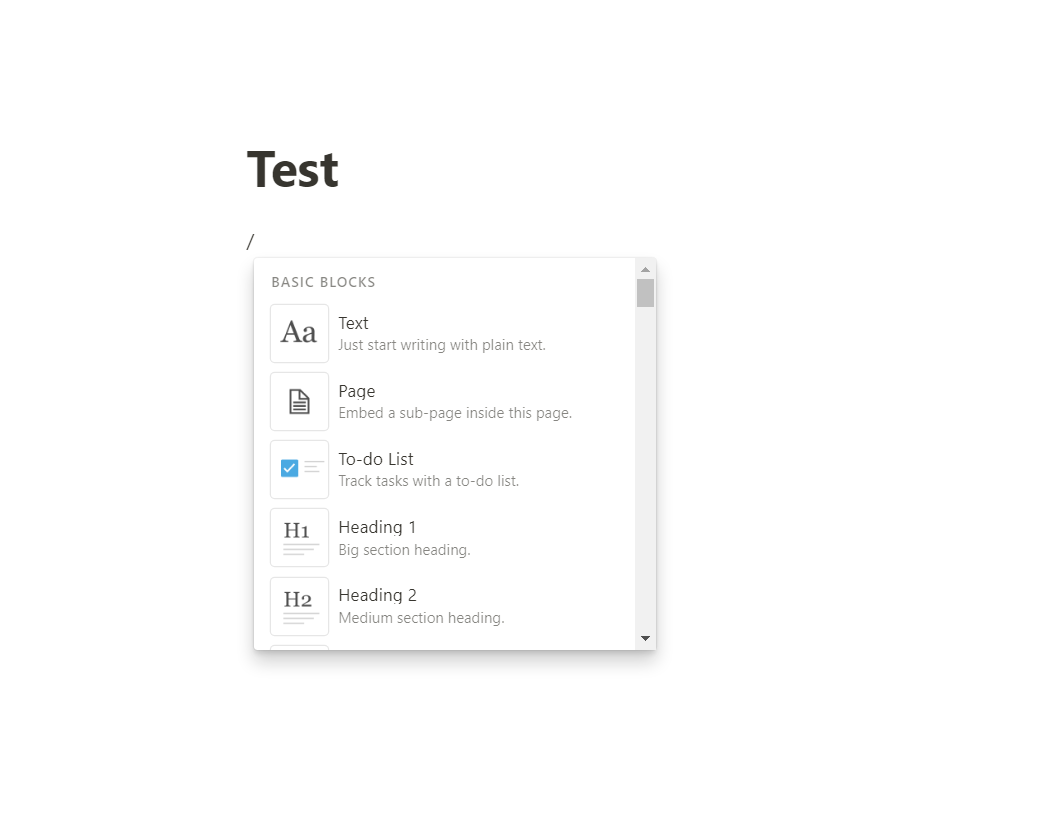 Test
/
BASIC BLOCKS
Aa
Text
Just start writing with plain text.
Page
Embed a sub-page inside this page.
To-do List
Track tasks with a to-do list.
H1
Heading 1
Big section heading.
H2
Heading 2
Medium section heading.